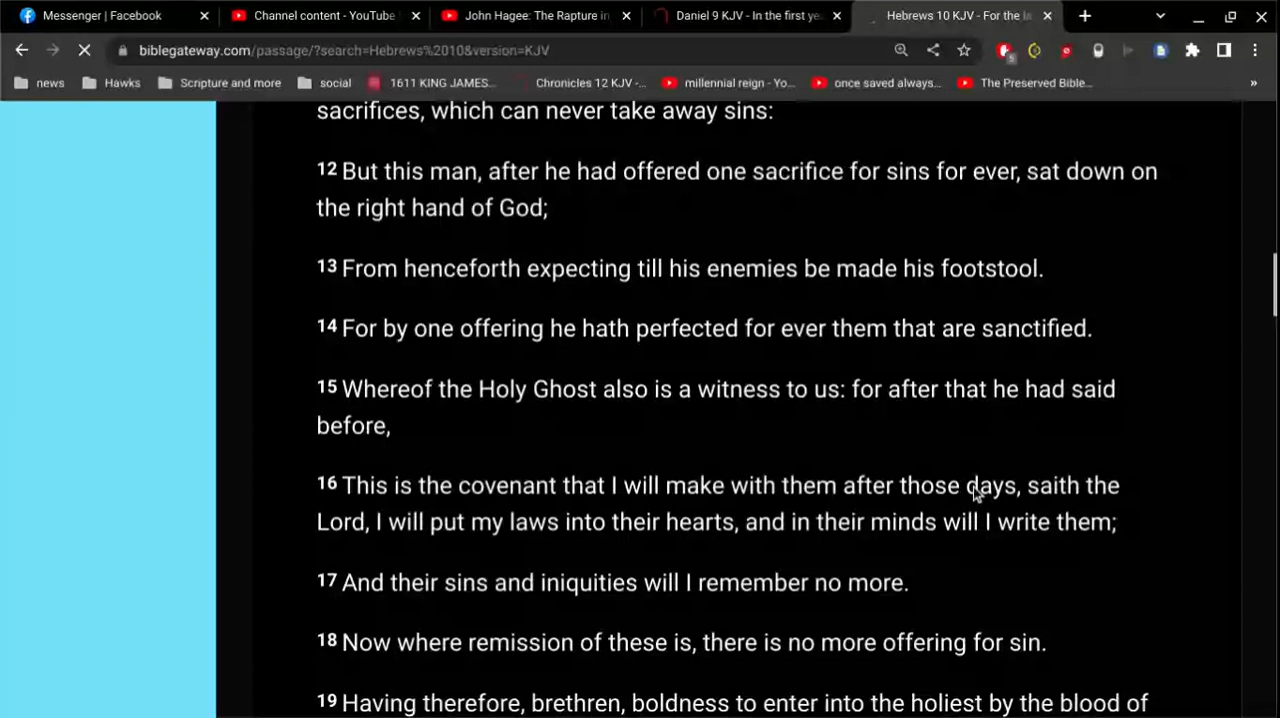 Messenger | Facebook
Channel content - YouTube
John Hagee: The Rapture in
Daniel 9 KJV - In the first ye
Hebrews 10 KJV - For the la
biblegateway.com/passage/?search=Hebrews%2010&version=KJV
news
Hawks
Scripture and more
social
1611 KING JAMES...
Chronicles 12 KJV -...
millennial reign - Yo...
once saved always...
The Preserved Bible...
»
sacrifices, which can never take away sins:
12 But this man, after he had offered one sacrifice for sins for ever, sat down on
the right hand of God;
13 From henceforth expecting till his enemies be made his footstool.
14 For by one offering he hath perfected for ever them that are sanctified.
15 Whereof the Holy Ghost also is a witness to us: for after that he had said
before,
16 This is the covenant that I will make with them after those days, saith the
Lord, I will put my laws into their hearts, and in their minds will I write them;
17 And their sins and iniquities will I remember no more.
18 Now where remission of these is, there is no more offering for sin.
19 Having therefore, brethren, boldness to enter into the holiest by the blood of